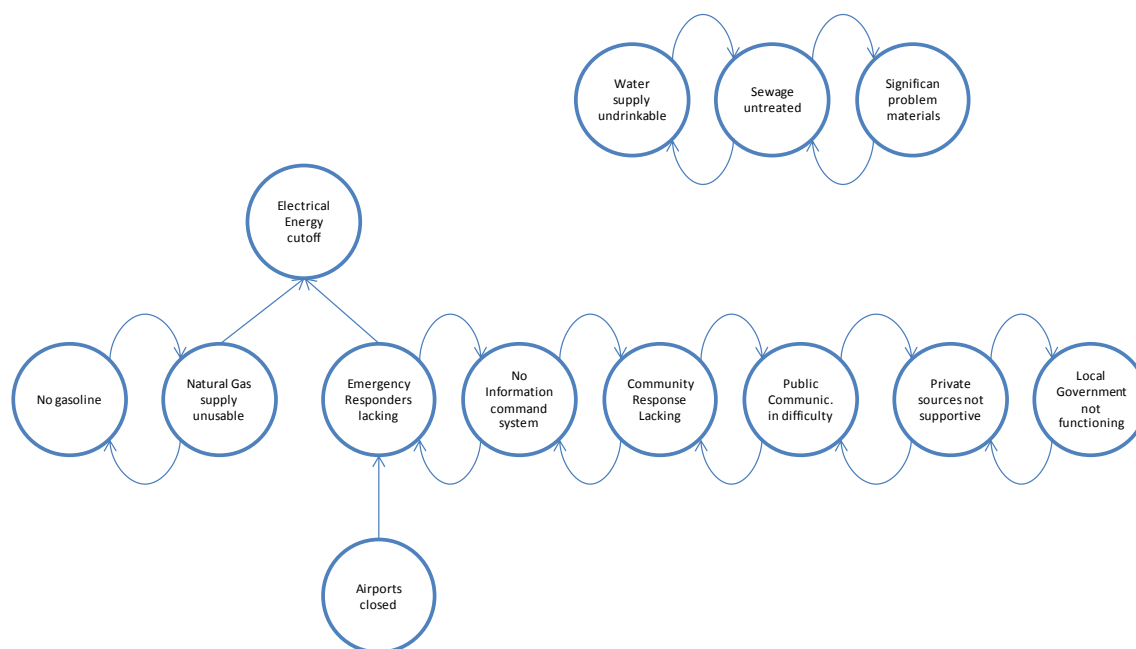 Water
supply
undrinkable
Sewage
untreated
Significan
problem
materials
Electrical
Energy
cutoff
No gasoline
Natural Gas
supply
unusable
Emergency
Responders
lacking
No
Information
command
system
Community
Response
Lacking
Public
Communic.
in difficulty
Private
sources not
supportive
Local
Government
not
functioning
Airports
closed